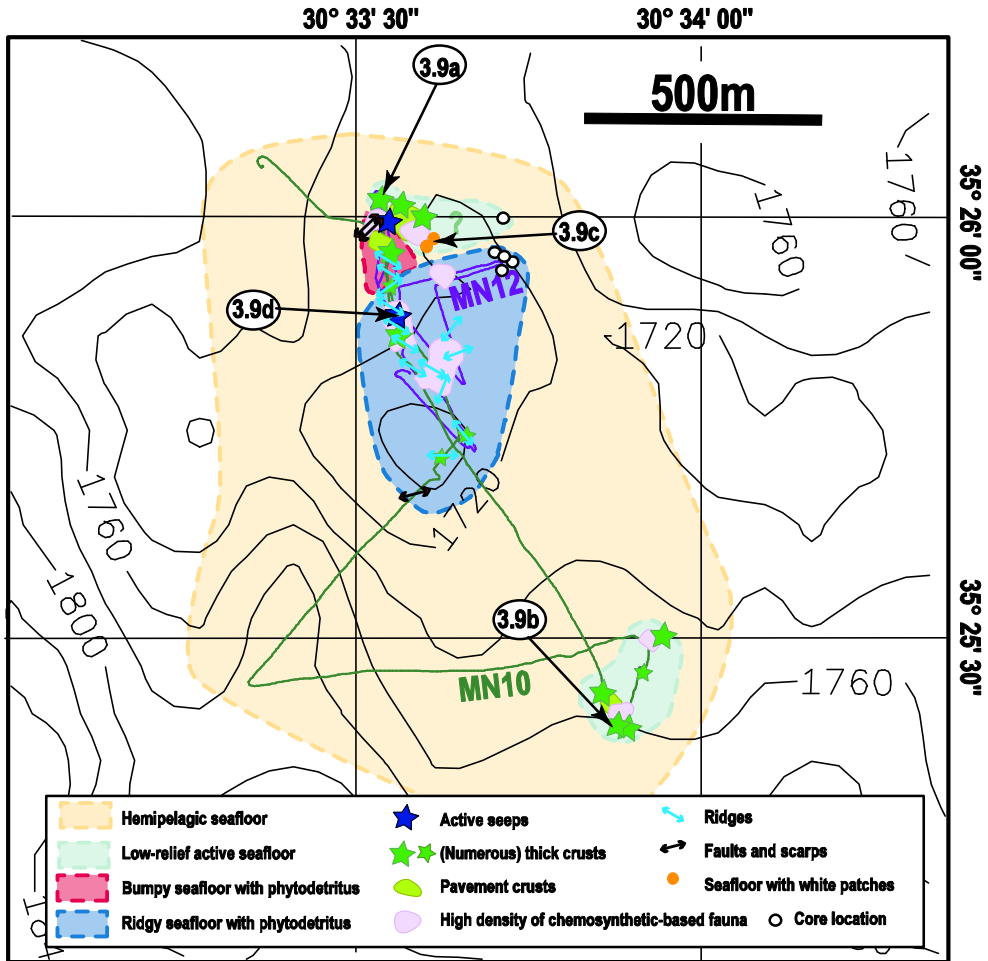 30° 33' 30" 30° 34' 00"
3.9a
500m
1760
1760
35° 26' 00"
3.9c
MN12
3.9d
1720
1760
1720
1800
3.9b
35° 25' 30"
MN10
1760
Hemipelagic seafloor
Low-relief active seafloor
Bumpy seafloor with phytodetritus
Ridgy seafloor with phytodetritus
Active seeps
(Numerous) thick crusts
Pavement crusts
High density of chemosynthetic-based fauna
Ridges
Faults and scarps
Seafloor with white patches
Core location